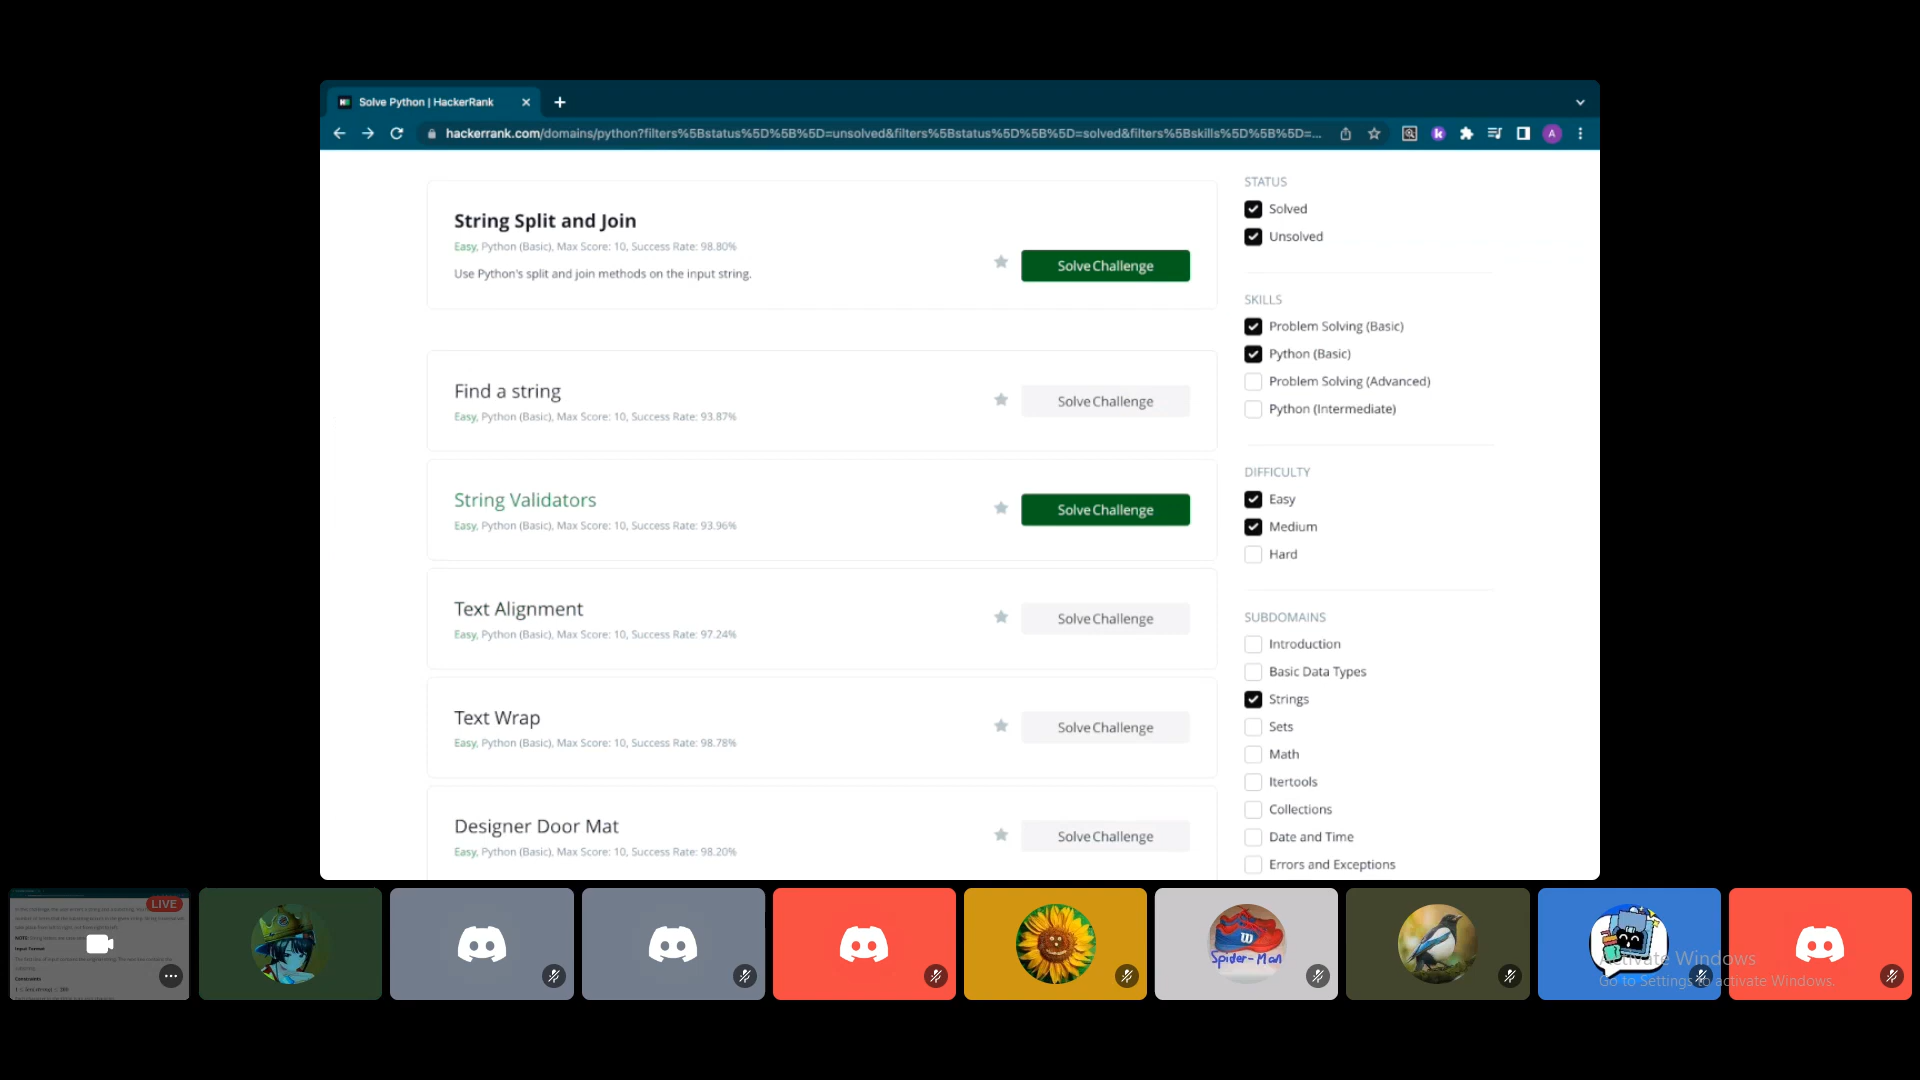 Solve Python | HackerRank
hackerrank.com/domains/python?filters%5Bstatus%5D%5B%5D=unsolved&filters%5Bstatus%5D%5B%5D=solved&filters%5Bskills%5D%5B%5D=...
A
String Split and Join
Easy, Python (Basic), Max Score: 10, Success Rate: 98.80%
Use Python's split and join methods on the input string.
Solve Challenge
Find a string
Easy, Python (Basic), Max Score: 10, Success Rate: 93.87%
Solve Challenge
String Validators
Easy, Python (Basic), Max Score: 10, Success Rate: 93.96%
Solve Challenge
Text Alignment
Easy, Python (Basic), Max Score: 10, Success Rate: 97.24%
Solve Challenge
Text Wrap
Easy, Python (Basic), Max Score: 10, Success Rate: 98.78%
Solve Challenge
Designer Door Mat
Easy, Python (Basic), Max Score: 10, Success Rate: 98.20%
Solve Challenge
STATUS
Solved
Unsolved
SKILLS
Problem Solving (Basic)
Python (Basic)
Problem Solving (Advanced)
Python (Intermediate)
DIFFICULTY
Easy
Medium
Hard
SUBDOMAINS
Introduction
Basic Data Types
Strings
Sets
Math
Itertools
Collections
Date and Time
Errors and Exceptions
LIVE
Input Format
Constraints
Spider-Man
Activate Windows
Go to Settings to activate Windows.